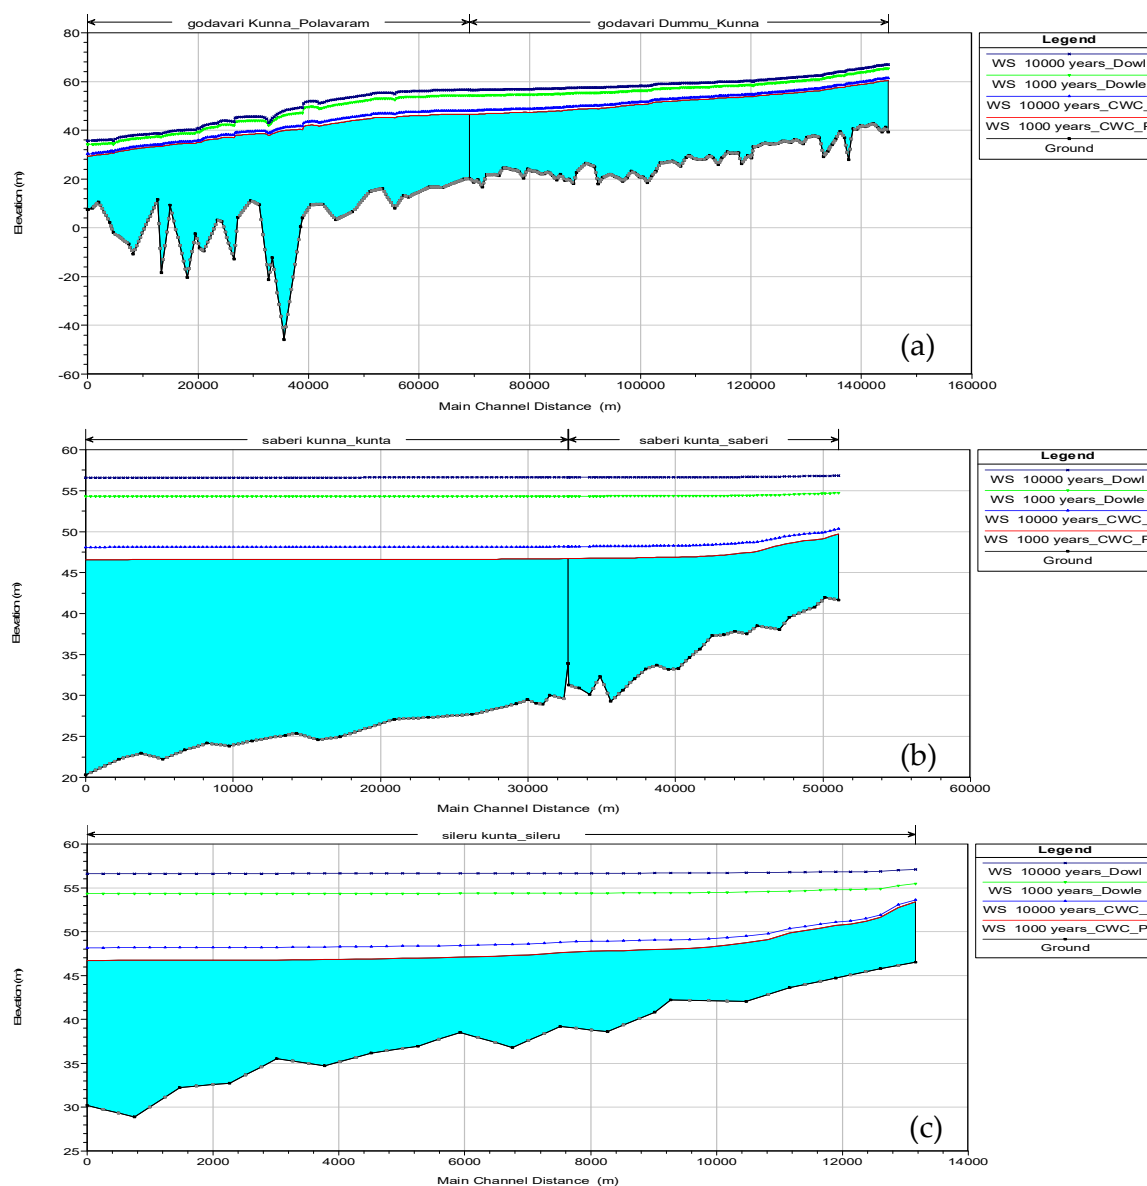 godavari Kunna_Polavaram
godavari Dummu_Kunna
80
60
40
20
0
-20
-40
-60
0
20000
40000
60000
80000
100000
120000
140000
160000
Main Channel Distance (m)
Elevation (m)
Legend
WS 10000 years_Dowl
WS 1000 years_Dowle
WS 10000 years_CWC_
WS 1000 years_CWC_P
Ground
(a)
saberi kunna_kunta
saberi kunta_saberi
60
55
50
45
40
35
30
25
20
0
10000
20000
30000
40000
50000
60000
Main Channel Distance (m)
Elevation (m)
Legend
WS 10000 years_Dowl
WS 1000 years_Dowle
WS 10000 years_CWC_
WS 1000 years_CWC_P
Ground
(b)
sileru kunta_sileru
60
55
50
45
40
35
30
25
0
2000
4000
6000
8000
10000
12000
14000
Main Channel Distance (m)
Elevation (m)
Legend
WS 10000 years_Dowl
WS 1000 years_Dowle
WS 10000 years_CWC_
WS 1000 years_CWC_P
Ground
(c)